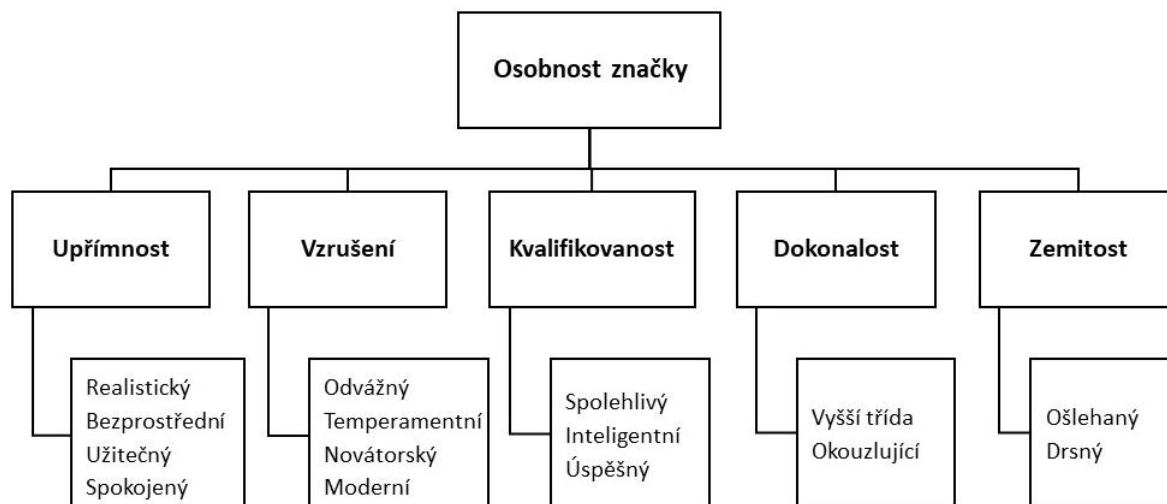 Osobnost značky
Upřímnost
Vzrušení
Kvalifikovanost
Dokonalost
Zemitost
Realistický
Bezprostřední
Užitečný
Spokojený
Odvážný
Temperamentní
Novátorský
Moderní
Spolehlivý
Inteligentní
Úspěšný
Vyšší třída
Okouzlující
Ošlehaný
Drsný